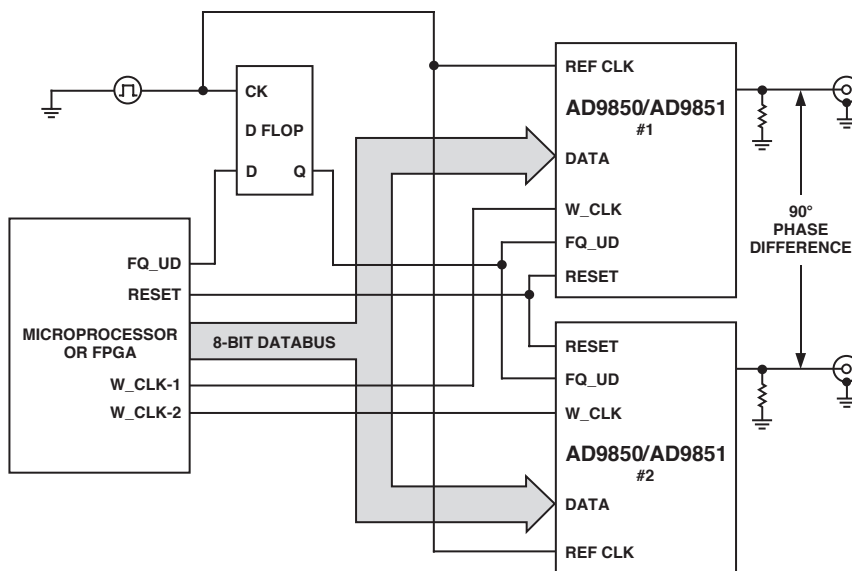 CK
D FLOP
D Q
FQ_UD
RESET
MICROPROCESSOR
OR FPGA
W_CLK-1
W_CLK-2
8-BIT DATABUS
REF CLK
AD9850/AD9851
#1
DATA
W_CLK
FQ_UD
RESET
90°
PHASE
DIFFERENCE
RESET
FQ_UD
W_CLK
AD9850/AD9851
#2
DATA
REF CLK